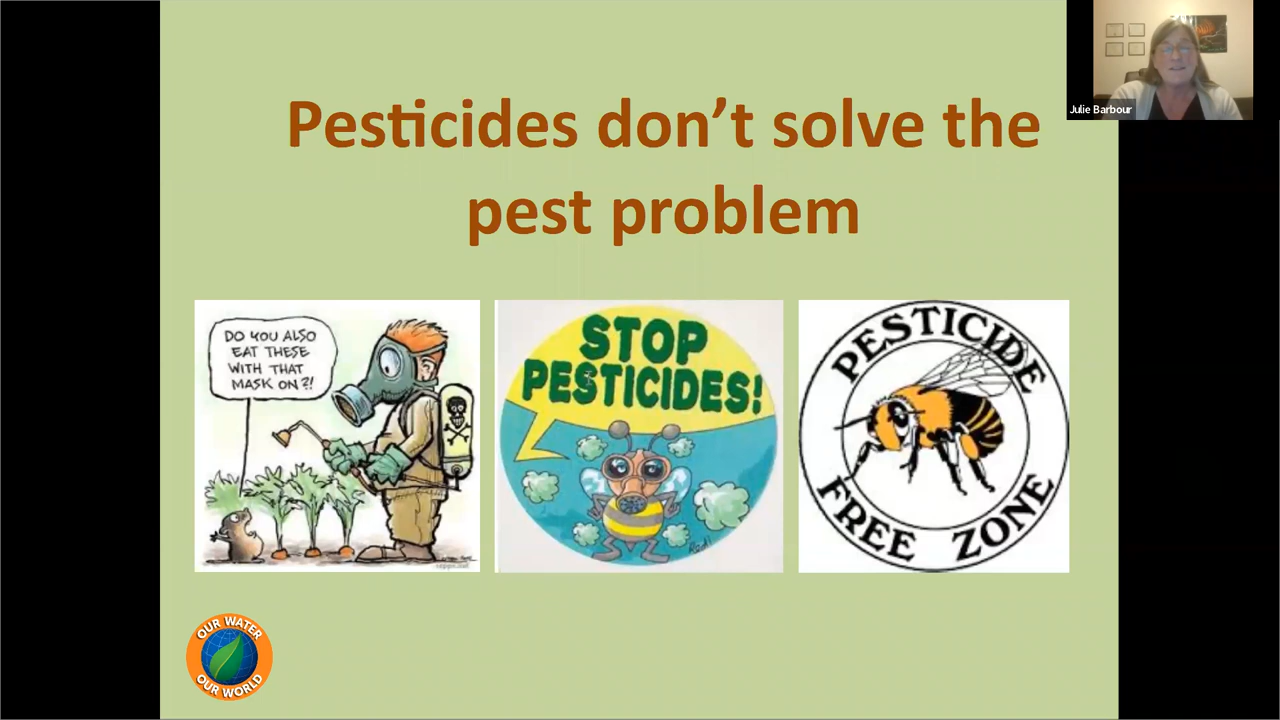 Pesticides don't solve the
pest problem
Julie Barbour
DO YOU ALSO
EAT THESE
WITH THAT
MASK ON?!
STOP
PESTICIDES!
PESTICIDE
FREE ZONE
OUR WATER
OUR WORLD